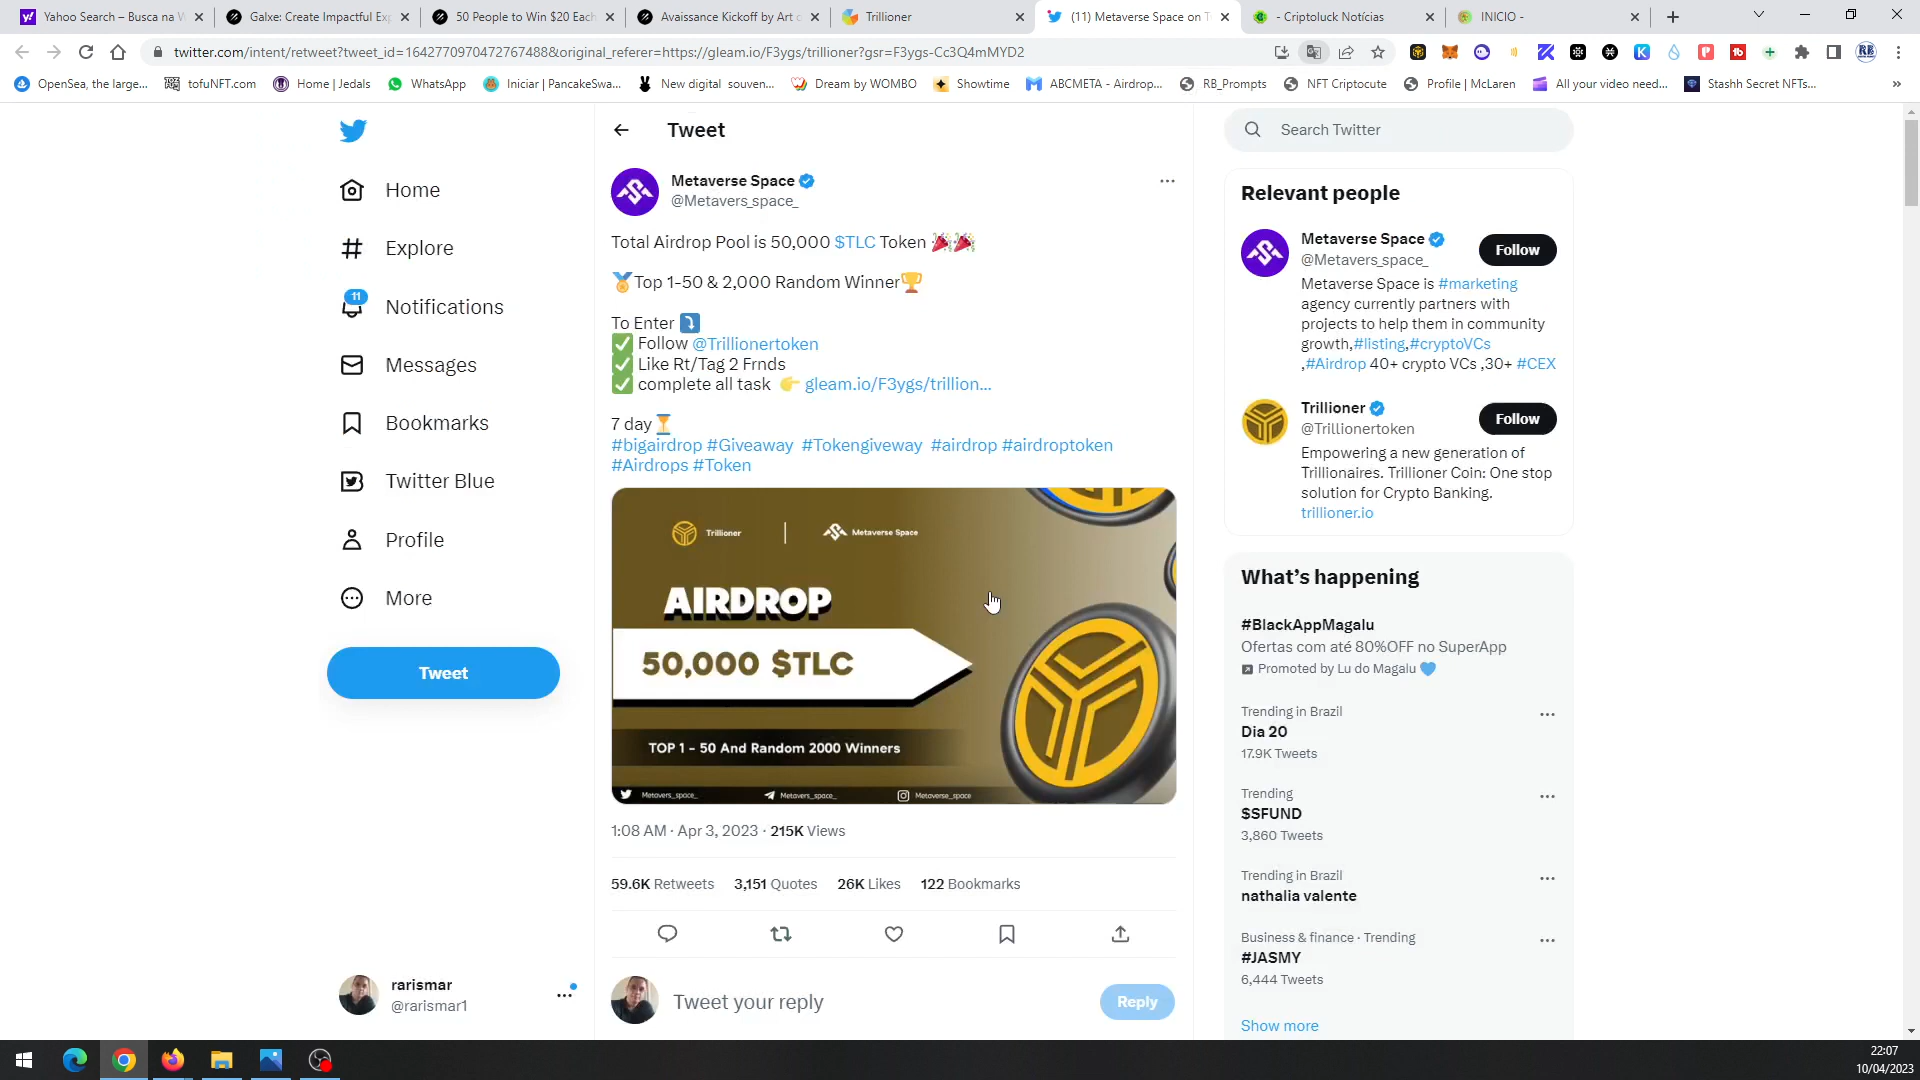 Yahoo Search – Busca na W
Galxe: Create Impactful Exp
50 People to Win $20 Each
Avaissance Kickoff by Art o
Trillioner
(11) Metaverse Space on T
- Criptoluck Notícias
INICIO -
twitter.com/intent/retweet?tweet_id=1642770970472767488&original_referer=https://gleam.io/F3ygs/trillioner?gsr=F3ygs-Cc3Q4mMYD2
OpenSea, the large...
tofuNFT.com
Home | Jedals
WhatsApp
Iniciar | PancakeSwa...
New digital souven...
Dream by WOMBO
Showtime
ABCMETA - Airdrop...
RB_Prompts
NFT Criptocute
Profile | McLaren
All your video need...
Stashh Secret NFTs...
Home
Explore
11
Notifications
Messages
Bookmarks
Twitter Blue
Profile
More
Tweet
rarismar
@rarismar1
Tweet
Metaverse Space
@Metavers_space_
Total Airdrop Pool is 50,000 $TLC Token 🎉🎉
🏅Top 1-50 & 2,000 Random Winner🏆
To Enter ⤵️
✅ Follow @Trillionertoken
✅ Like Rt/Tag 2 Frnds
✅ complete all task 👉 gleam.io/F3ygs/trillion...
7 day⏳
#bigairdrop #Giveaway #Tokengiveway #airdrop #airdroptoken
#Airdrops #Token
Trillioner | Metaverse Space
AIRDROP
50,000 $TLC
TOP 1 - 50 And Random 2000 Winners
Metavers_space_ Metavers_space_ Metaverse_space
1:08 AM · Apr 3, 2023 · 215K Views
59.6K Retweets 3,151 Quotes 26K Likes 122 Bookmarks
Tweet your reply
Reply
Search Twitter
Relevant people
Metaverse Space
@Metavers_space_
Follow
Metaverse Space is #marketing
agency currently partners with
projects to help them in community
growth,#listing,#cryptoVCs
,#Airdrop 40+ crypto VCs ,30+ #CEX
Trillioner
@Trillionertoken
Follow
Empowering a new generation of
Trillionaires. Trillioner Coin: One stop
solution for Crypto Banking.
trillioner.io
What's happening
#BlackAppMagalu
Ofertas com até 80%OFF no SuperApp
Promoted by Lu do Magalu 💙
Trending in Brazil
Dia 20
17.9K Tweets
Trending
$SFUND
3,860 Tweets
Trending in Brazil
nathalia valente
Business & finance · Trending
#JASMY
6,444 Tweets
Show more
22:07
10/04/2023